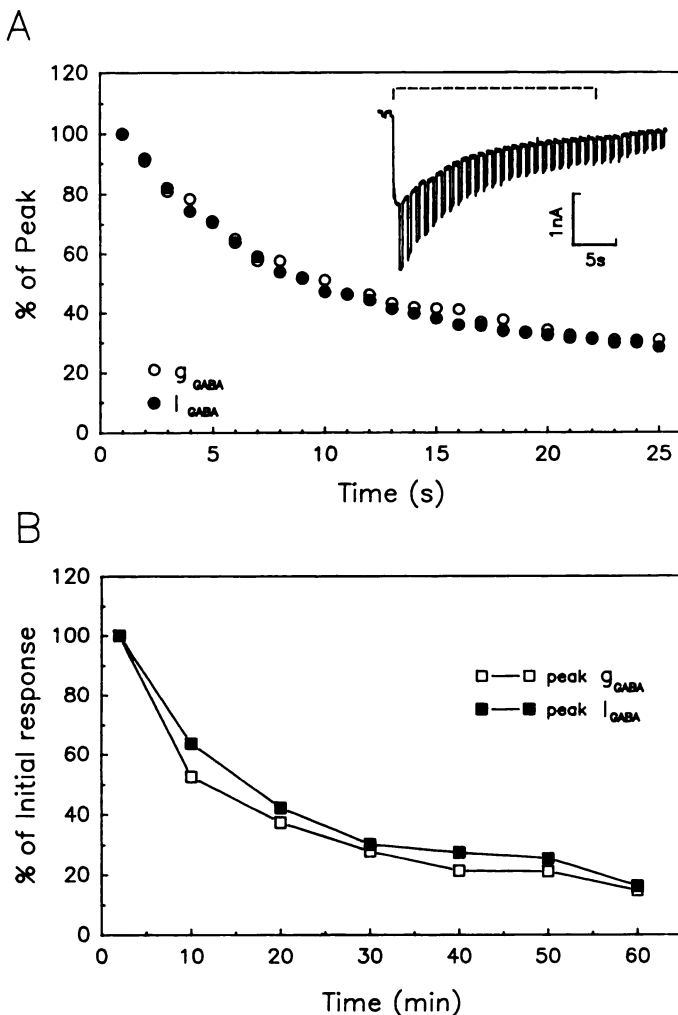 A
120
100
80
60
40
20
0
% of Peak
1nA
5s
g GABA
I GABA
0 5 10 15 20 25
Time (s)
B
120
100
80
60
40
20
0
% of Initial response
peak g GABA
peak I GABA
0 10 20 30 40 50 60
Time (min)